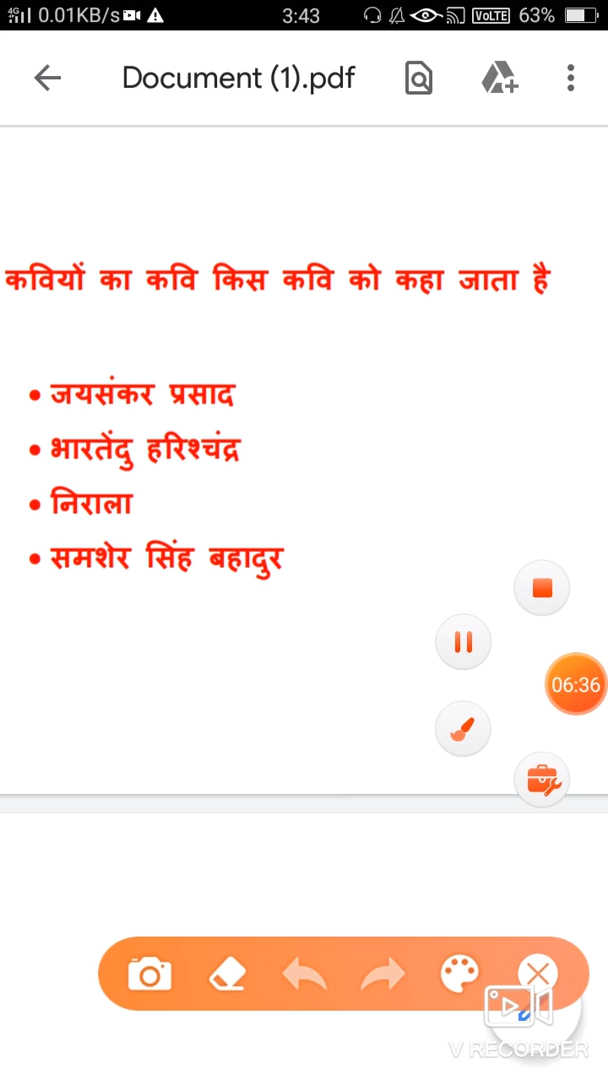 0.01KB/s 3:43 VoLTE 63%
Document (1).pdf
कवियों का कवि किस कवि को कहा जाता है
• जयसंकर प्रसाद
• भारतेंदु हरिश्चंद्र
• निराला
• समशेर सिंह बहादुर
06:36
V RECORDER